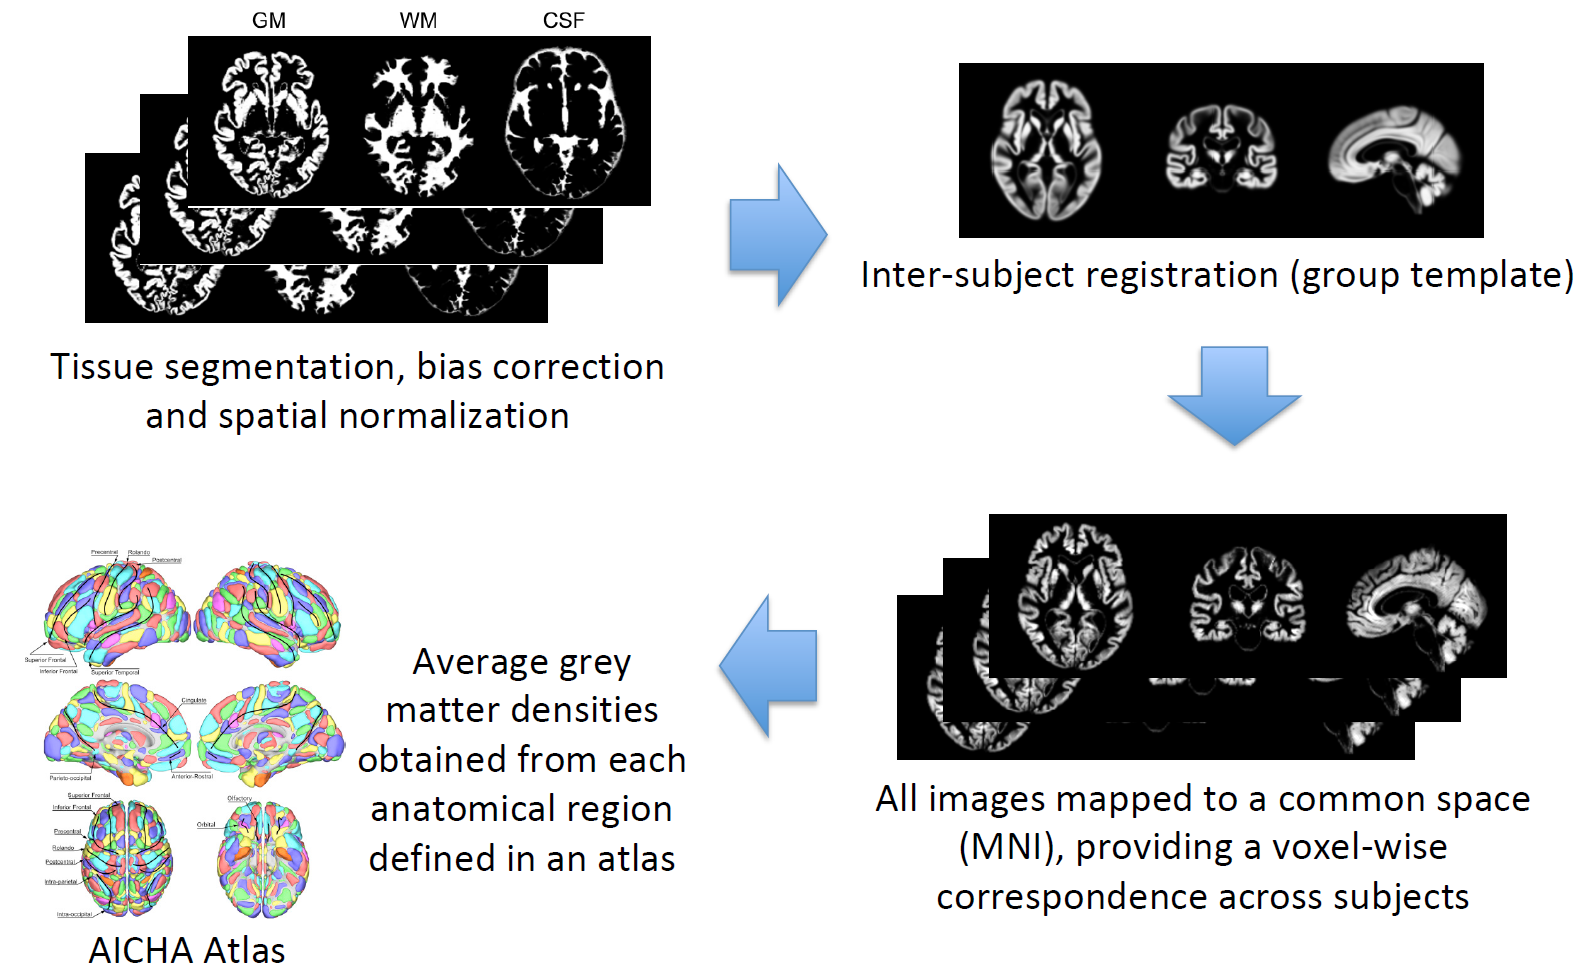 GM WM CSF
Tissue segmentation, bias correction
and spatial normalization
Inter-subject registration (group template)
All images mapped to a common space
(MNI), providing a voxel-wise
correspondence across subjects
Average grey
matter densities
obtained from each
anatomical region
defined in an atlas
Precentral
Rolando
Postcentral
Superior Frontal
Inferior Frontal
Superior Temporal
Cingulate
Parieto-occipital
Anterior-Rostral
Superior Frontal
Inferior Frontal
Precentral
Rolando
Postcentral
Intra-parietal
Intra-occipital
Olfactory
Orbital
AICHA Atlas